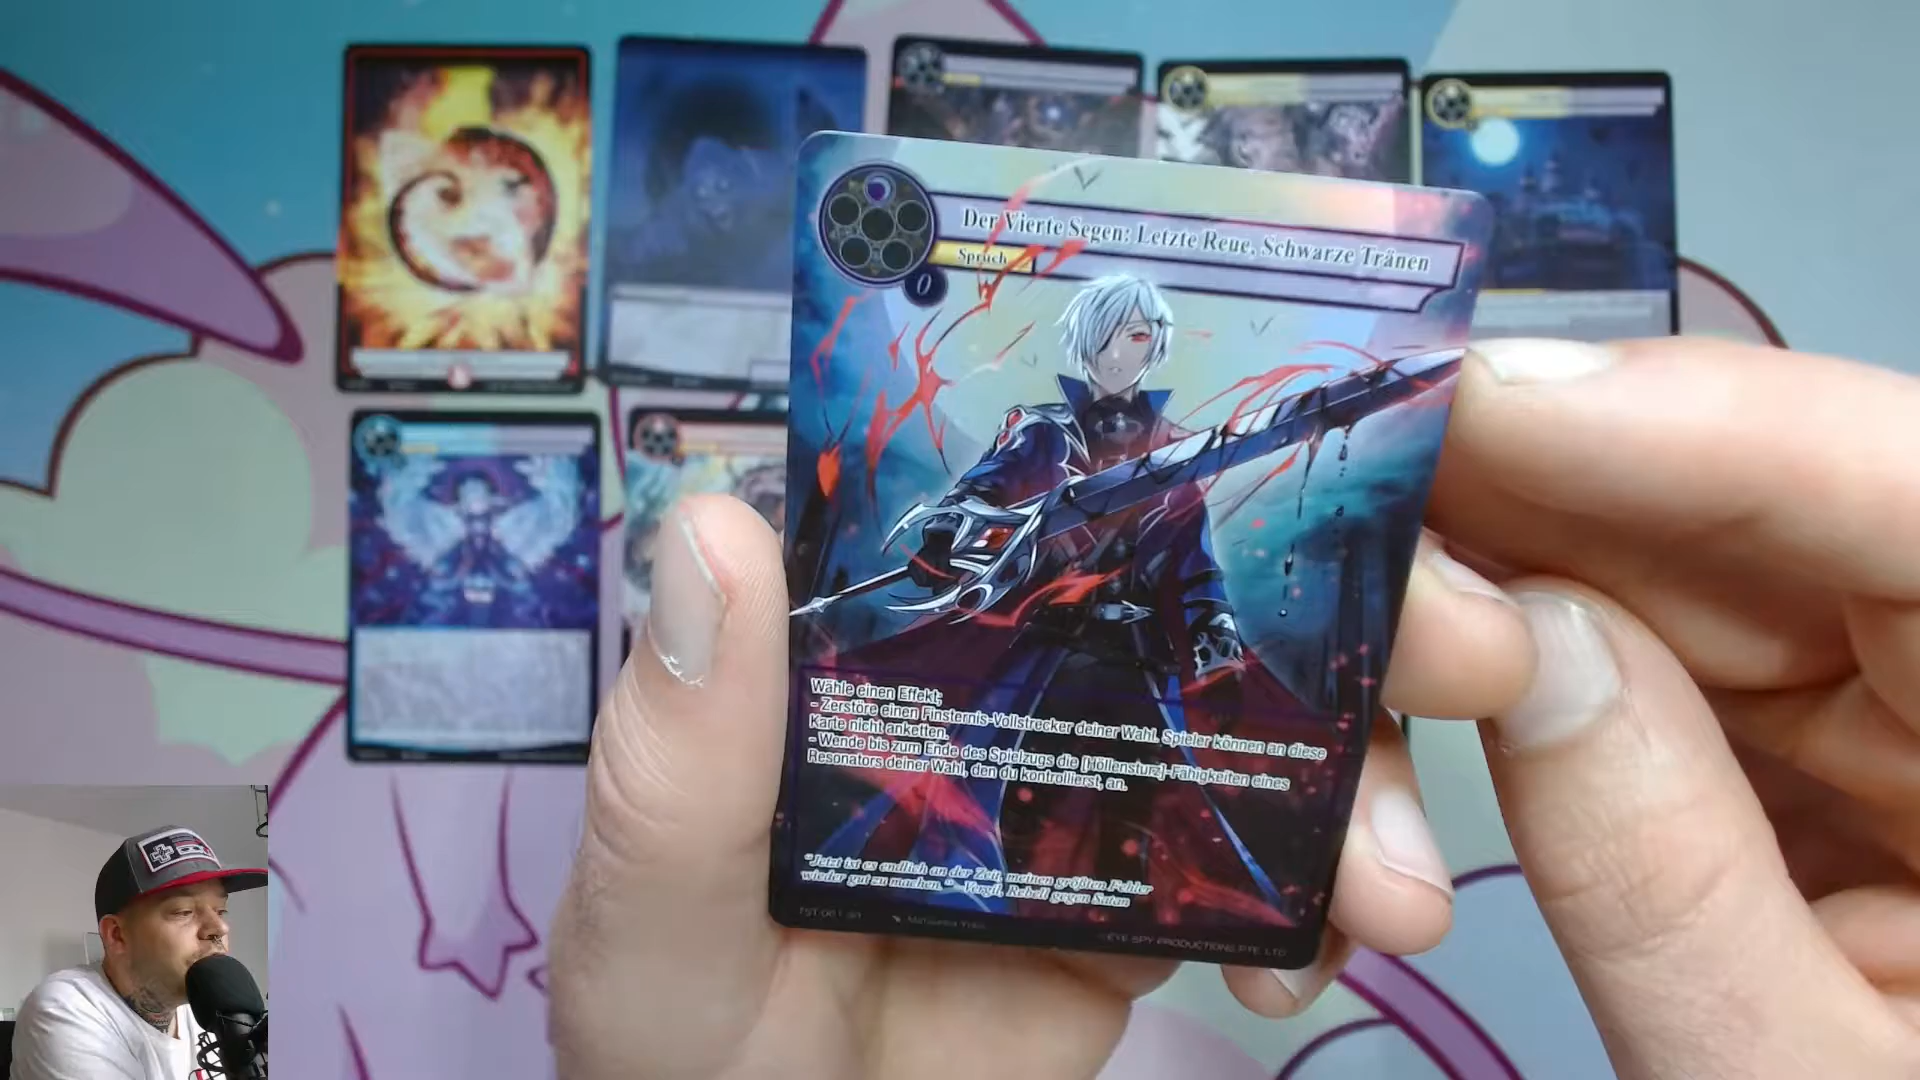 Der Vierte Segen: Letzte Reue, Schwarze Tränen
Spruch
0
Wähle einen Effekt;
- Zerstöre einen Finsternis-Vollstrecker deiner Wahl. Spieler können an diese
Karte nicht anketten.
- Wende bis zum Ende des Spielzugs die [Höllensturz]-Fähigkeiten eines
Resonators deiner Wahl, den du kontrollierst, an.
"Jetzt ist es endlich an der Zeit, meinen größten Fehler
wieder gut zu machen." - Vergil, Rebell gegen Satan
©EYE SPY PRODUCTIONS PTE. LTD.